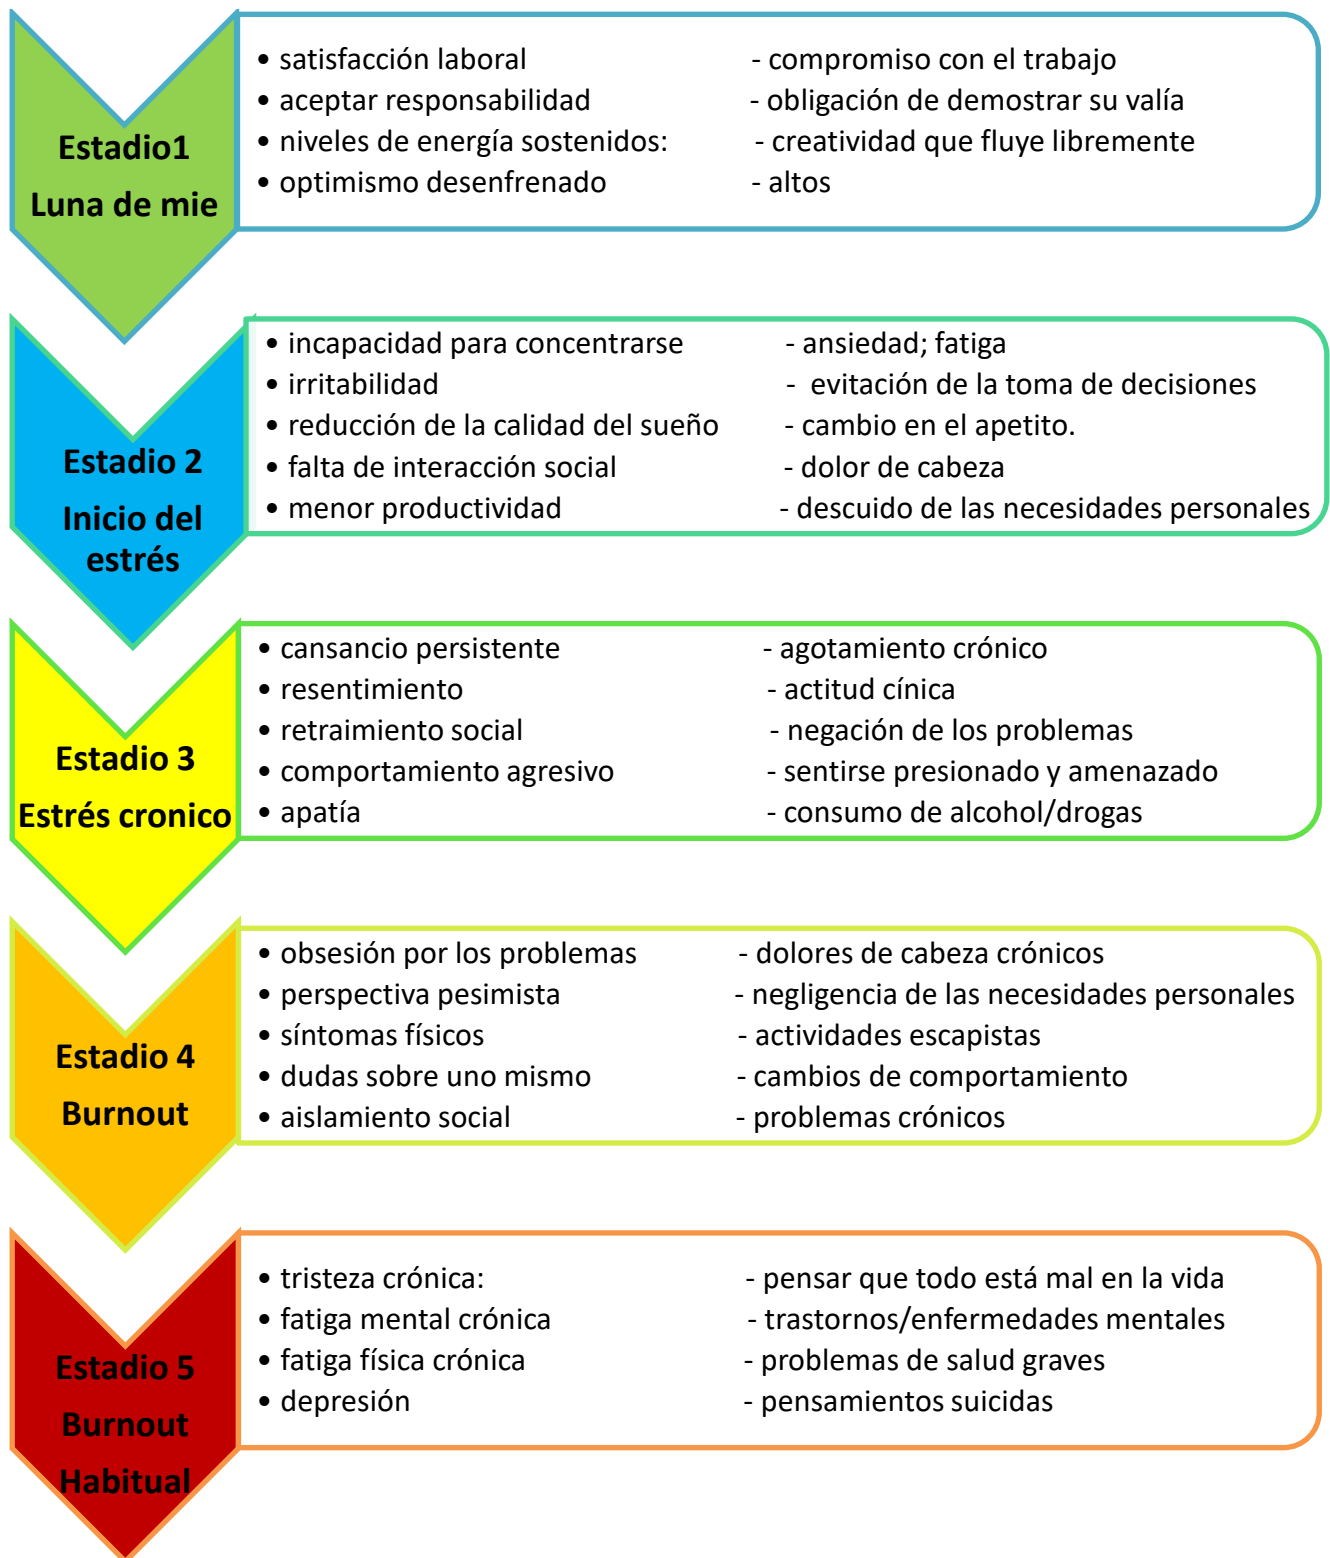 Estadio1
Luna de mie
• satisfacción laboral - compromiso con el trabajo
• aceptar responsabilidad - obligación de demostrar su valía
• niveles de energía sostenidos: - creatividad que fluye libremente
• optimismo desenfrenado - altos
Estadio 2
Inicio del
estrés
• incapacidad para concentrarse - ansiedad; fatiga
• irritabilidad - evitación de la toma de decisiones
• reducción de la calidad del sueño - cambio en el apetito.
• falta de interacción social - dolor de cabeza
• menor productividad - descuido de las necesidades personales
Estadio 3
Estrés cronico
• cansancio persistente - agotamiento crónico
• resentimiento - actitud cínica
• retraimiento social - negación de los problemas
• comportamiento agresivo - sentirse presionado y amenazado
• apatía - consumo de alcohol/drogas
Estadio 4
Burnout
• obsesión por los problemas - dolores de cabeza crónicos
• perspectiva pesimista - negligencia de las necesidades personales
• síntomas físicos - actividades escapistas
• dudas sobre uno mismo - cambios de comportamiento
• aislamiento social - problemas crónicos
Estadio 5
Burnout
Habitual
• tristeza crónica: - pensar que todo está mal en la vida
• fatiga mental crónica - trastornos/enfermedades mentales
• fatiga física crónica - problemas de salud graves
• depresión - pensamientos suicidas